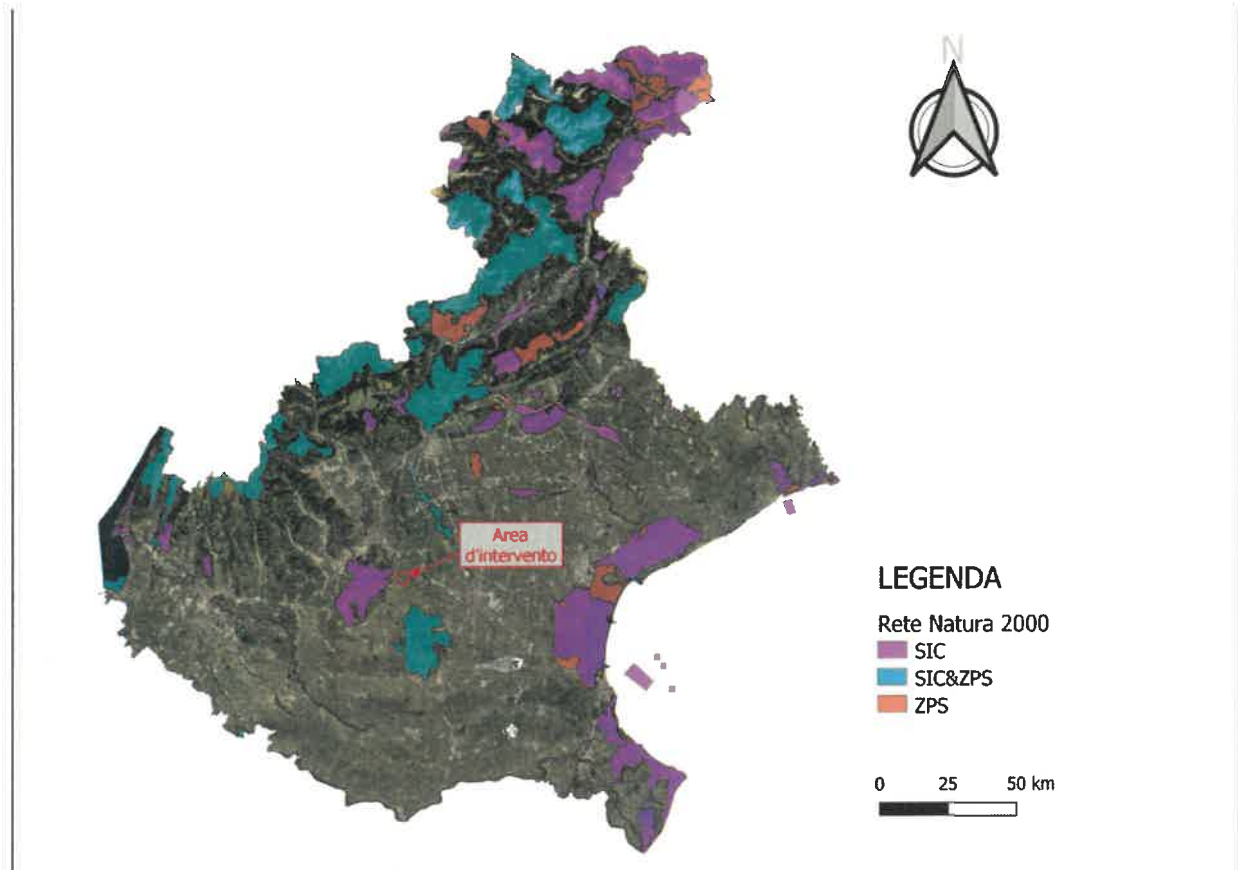 N
Area
d'intervento
LEGENDA
Rete Natura 2000
SIC
SIC&ZPS
ZPS
0 25 50 km